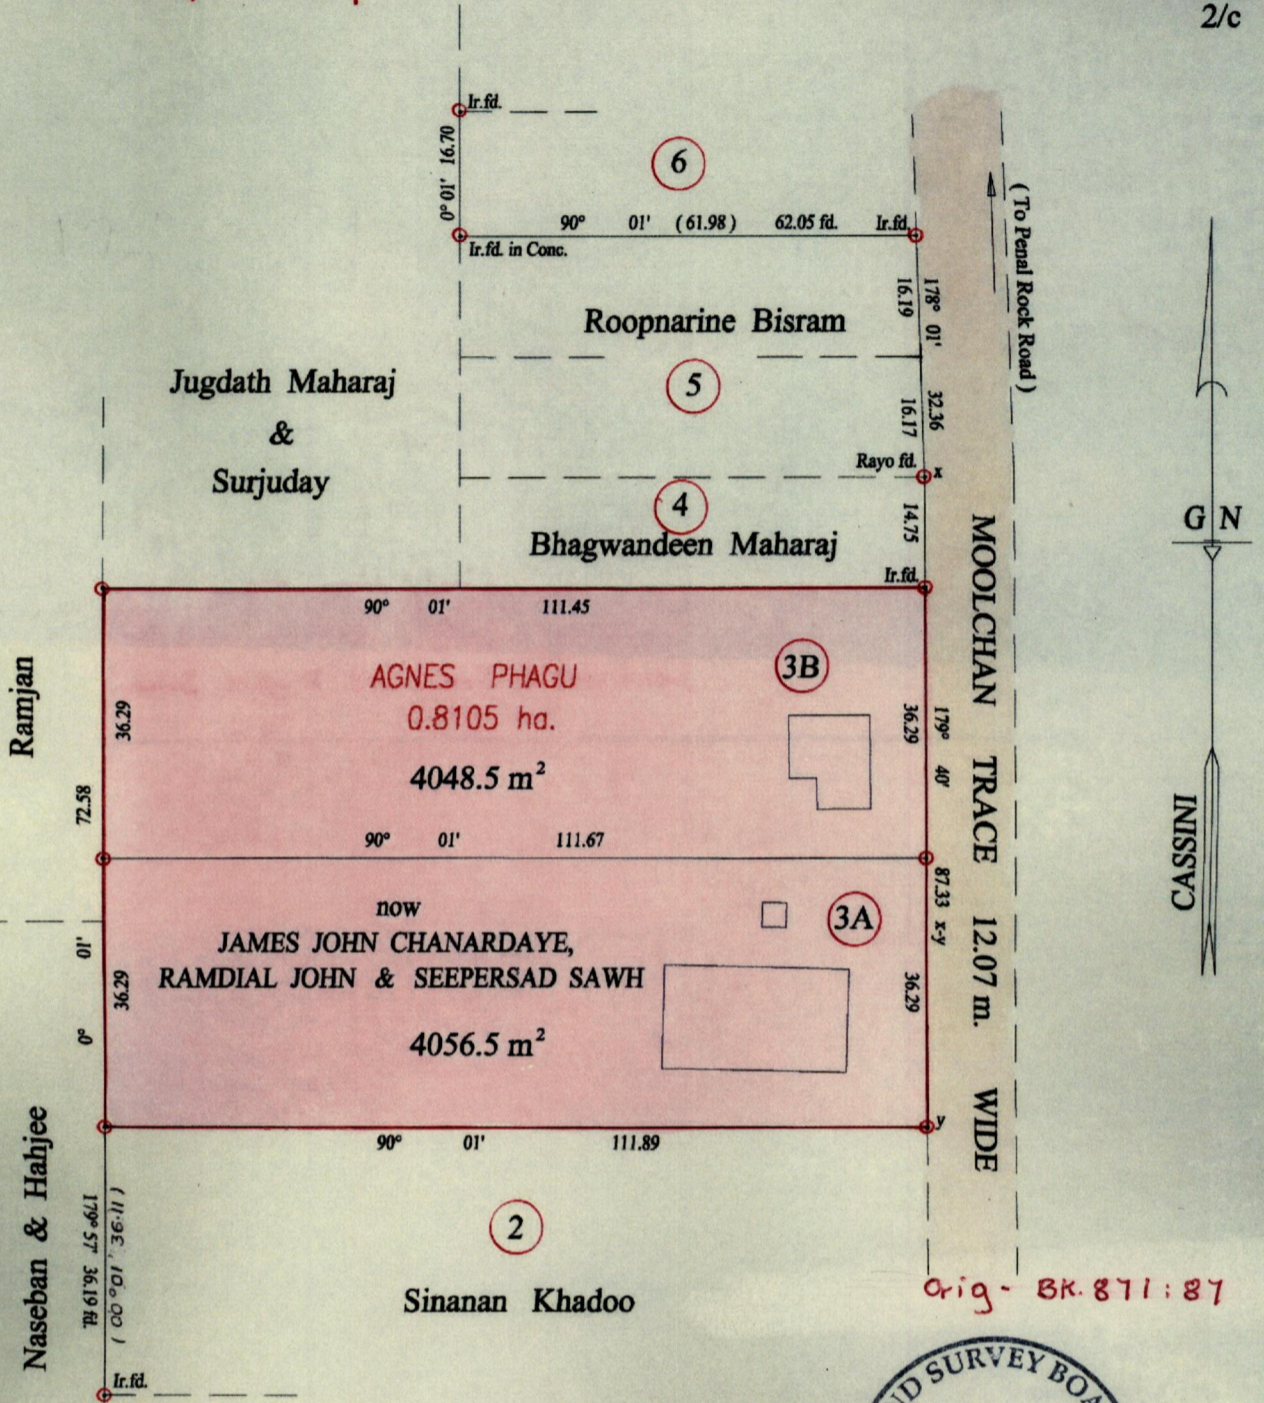 2/c
Ir.fd.
0° 01' 16.70
6
90° 01' (61.98) 62.05 fd. Ir.fd.
Ir.fd. in Conc.
(To Penal Rock Road)
Roopnarine Bisram
16.19
178° 01'
32.36
Jugdath Maharaj
&
Surjuday
5
16.17
Rayo fd. x
4
14.75
Bhagwandeen Maharaj
Ir.fd.
G N
CASSINI
MOOLCHAN TRACE 12.07 m. WIDE
90° 01' 111.45
Ramjan
AGNES PHAGU
0.8105 ha.
4048.5 m²
3B
36.29
36.29
179° 40'
87.33 x-y
0° 01' 72.58
90° 01' 111.67
now
JAMES JOHN CHANARDAYE,
RAMDIAL JOHN & SEEPERSAD SAWH
4056.5 m²
3A
36.29
36.29
y
90° 01' 111.89
Naseban & Hahjee
179° 57' 36.19 fd.
( 00°01', 36.11 )
2
Sinanan Khadoo
Ir.fd.
Orig - BK. 871 : 87
ND SURVEY BOA